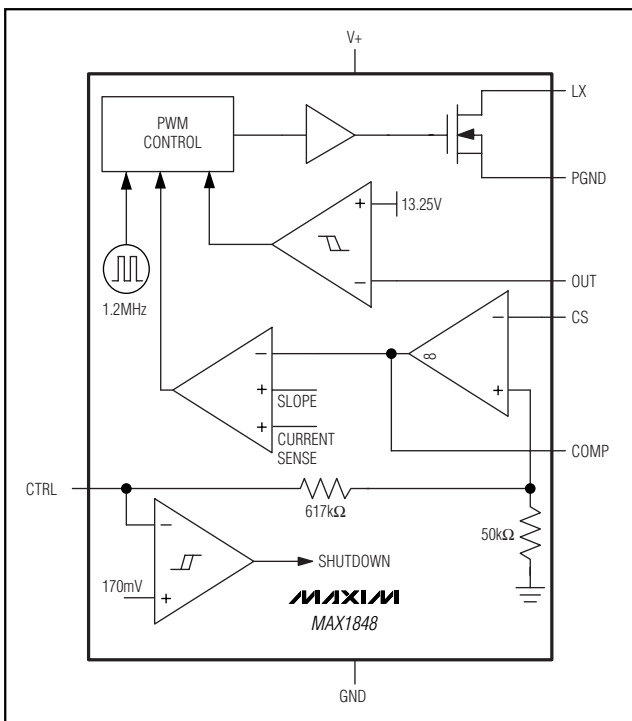 V+
LX
PWM
CONTROL
PGND
+
13.25V
−
OUT
1.2MHz
CS
−
8
−
+
SLOPE
+
+
CURRENT
SENSE
COMP
CTRL
617kΩ
50kΩ
−
SHUTDOWN
170mV
+
MAXIM
MAX1848
GND